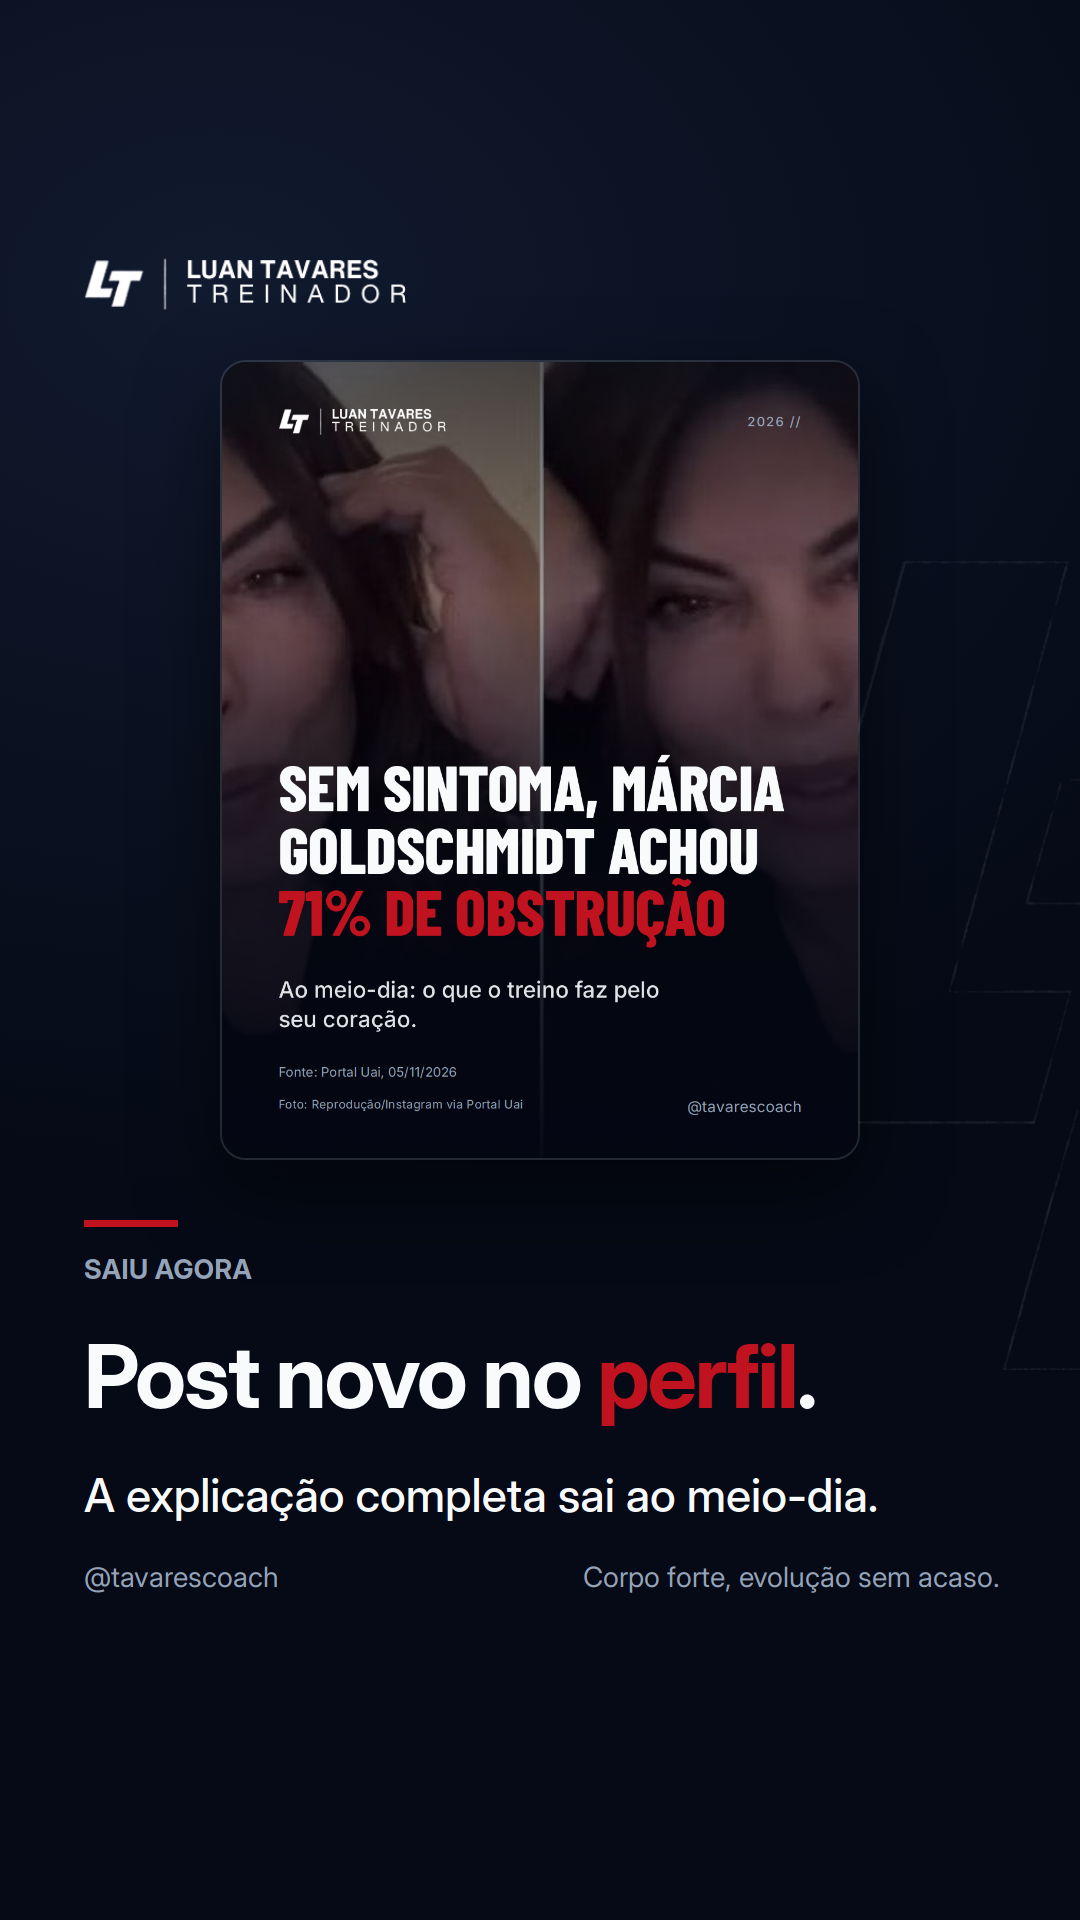 LT | LUAN TAVARES
TREINADOR
LT | LUAN TAVARES
TREINADOR
2026 //
SEM SINTOMA, MÁRCIA
GOLDSCHMIDT ACHOU
71% DE OBSTRUÇÃO
Ao meio-dia: o que o treino faz pelo
seu coração.
Fonte: Portal Uai, 05/11/2026
Foto: Reprodução/Instagram via Portal Uai
@tavarescoach
SAIU AGORA
Post novo no perfil.
A explicação completa sai ao meio-dia.
@tavarescoach
Corpo forte, evolução sem acaso.